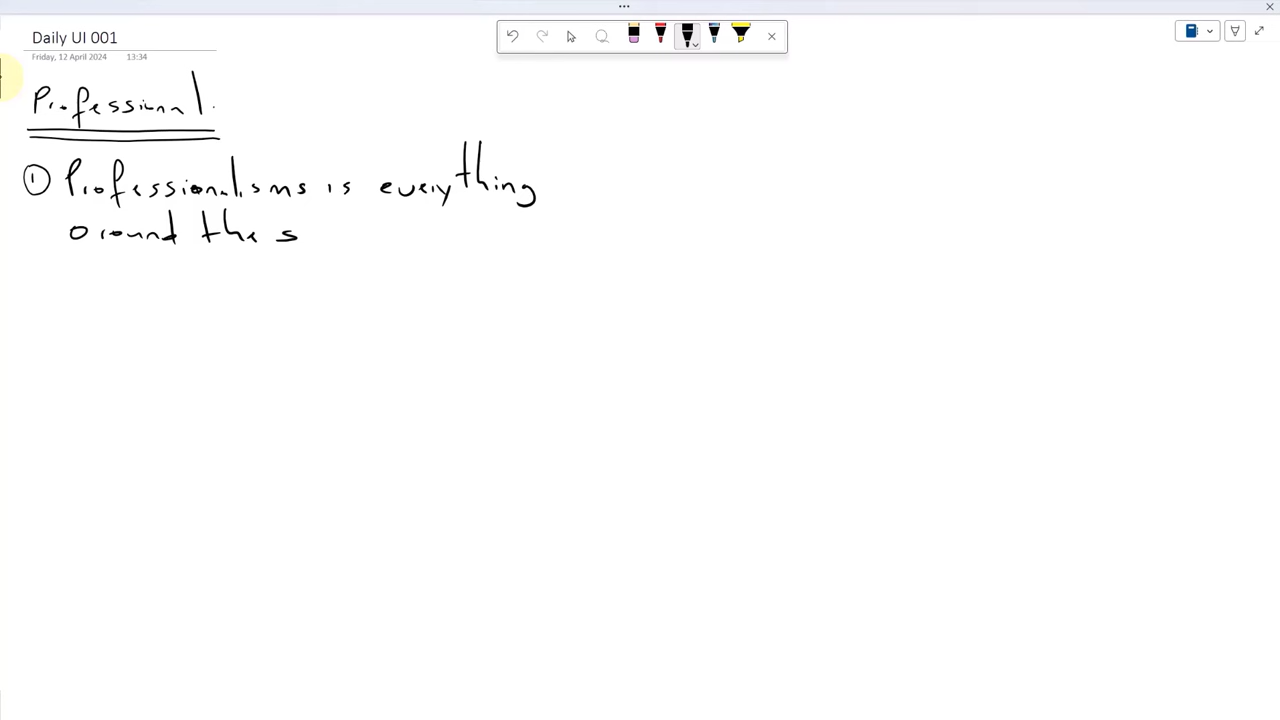 Daily UI 001
Friday, 12 April 2024 13:34
Professional.
① Professionalisms is everything
around the s